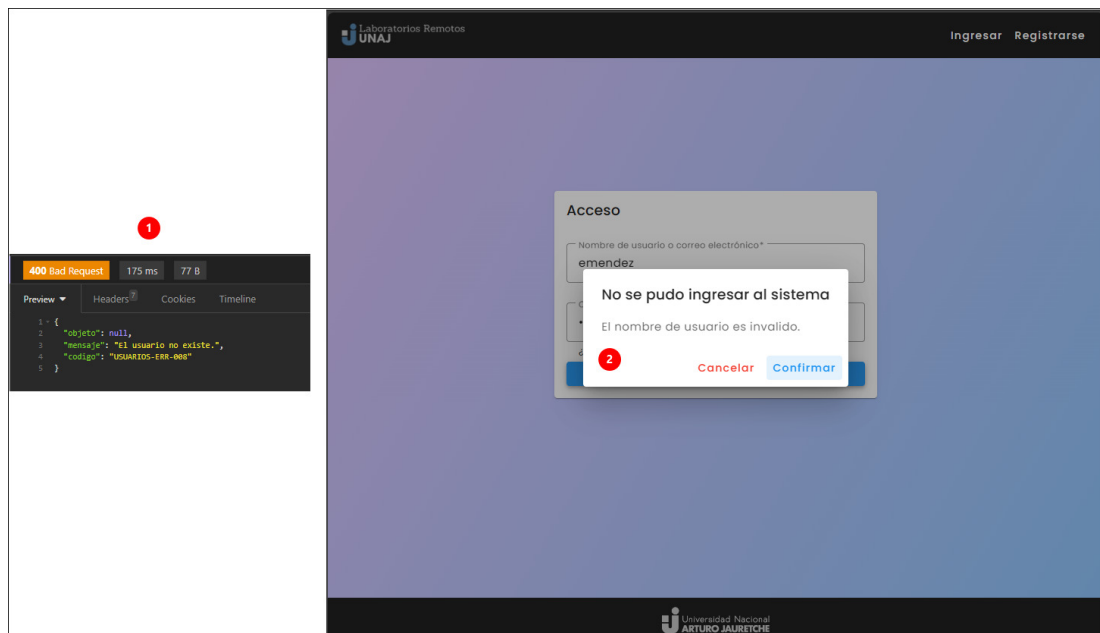 Laboratorios Remotos
UNAJ
Ingresar Registrarse
1
400 Bad Request 175 ms 77 B
Preview Headers 7 Cookies Timeline
1 {
2 "objeto": null,
3 "mensaje": "El usuario no existe.",
4 "codigo": "USUARIOS-ERR-008"
5 }
Acceso
Nombre de usuario o correo electrónico*
emendez
No se pudo ingresar al sistema
El nombre de usuario es invalido.
2
Cancelar Confirmar
Universidad Nacional
ARTURO JAURETCHE